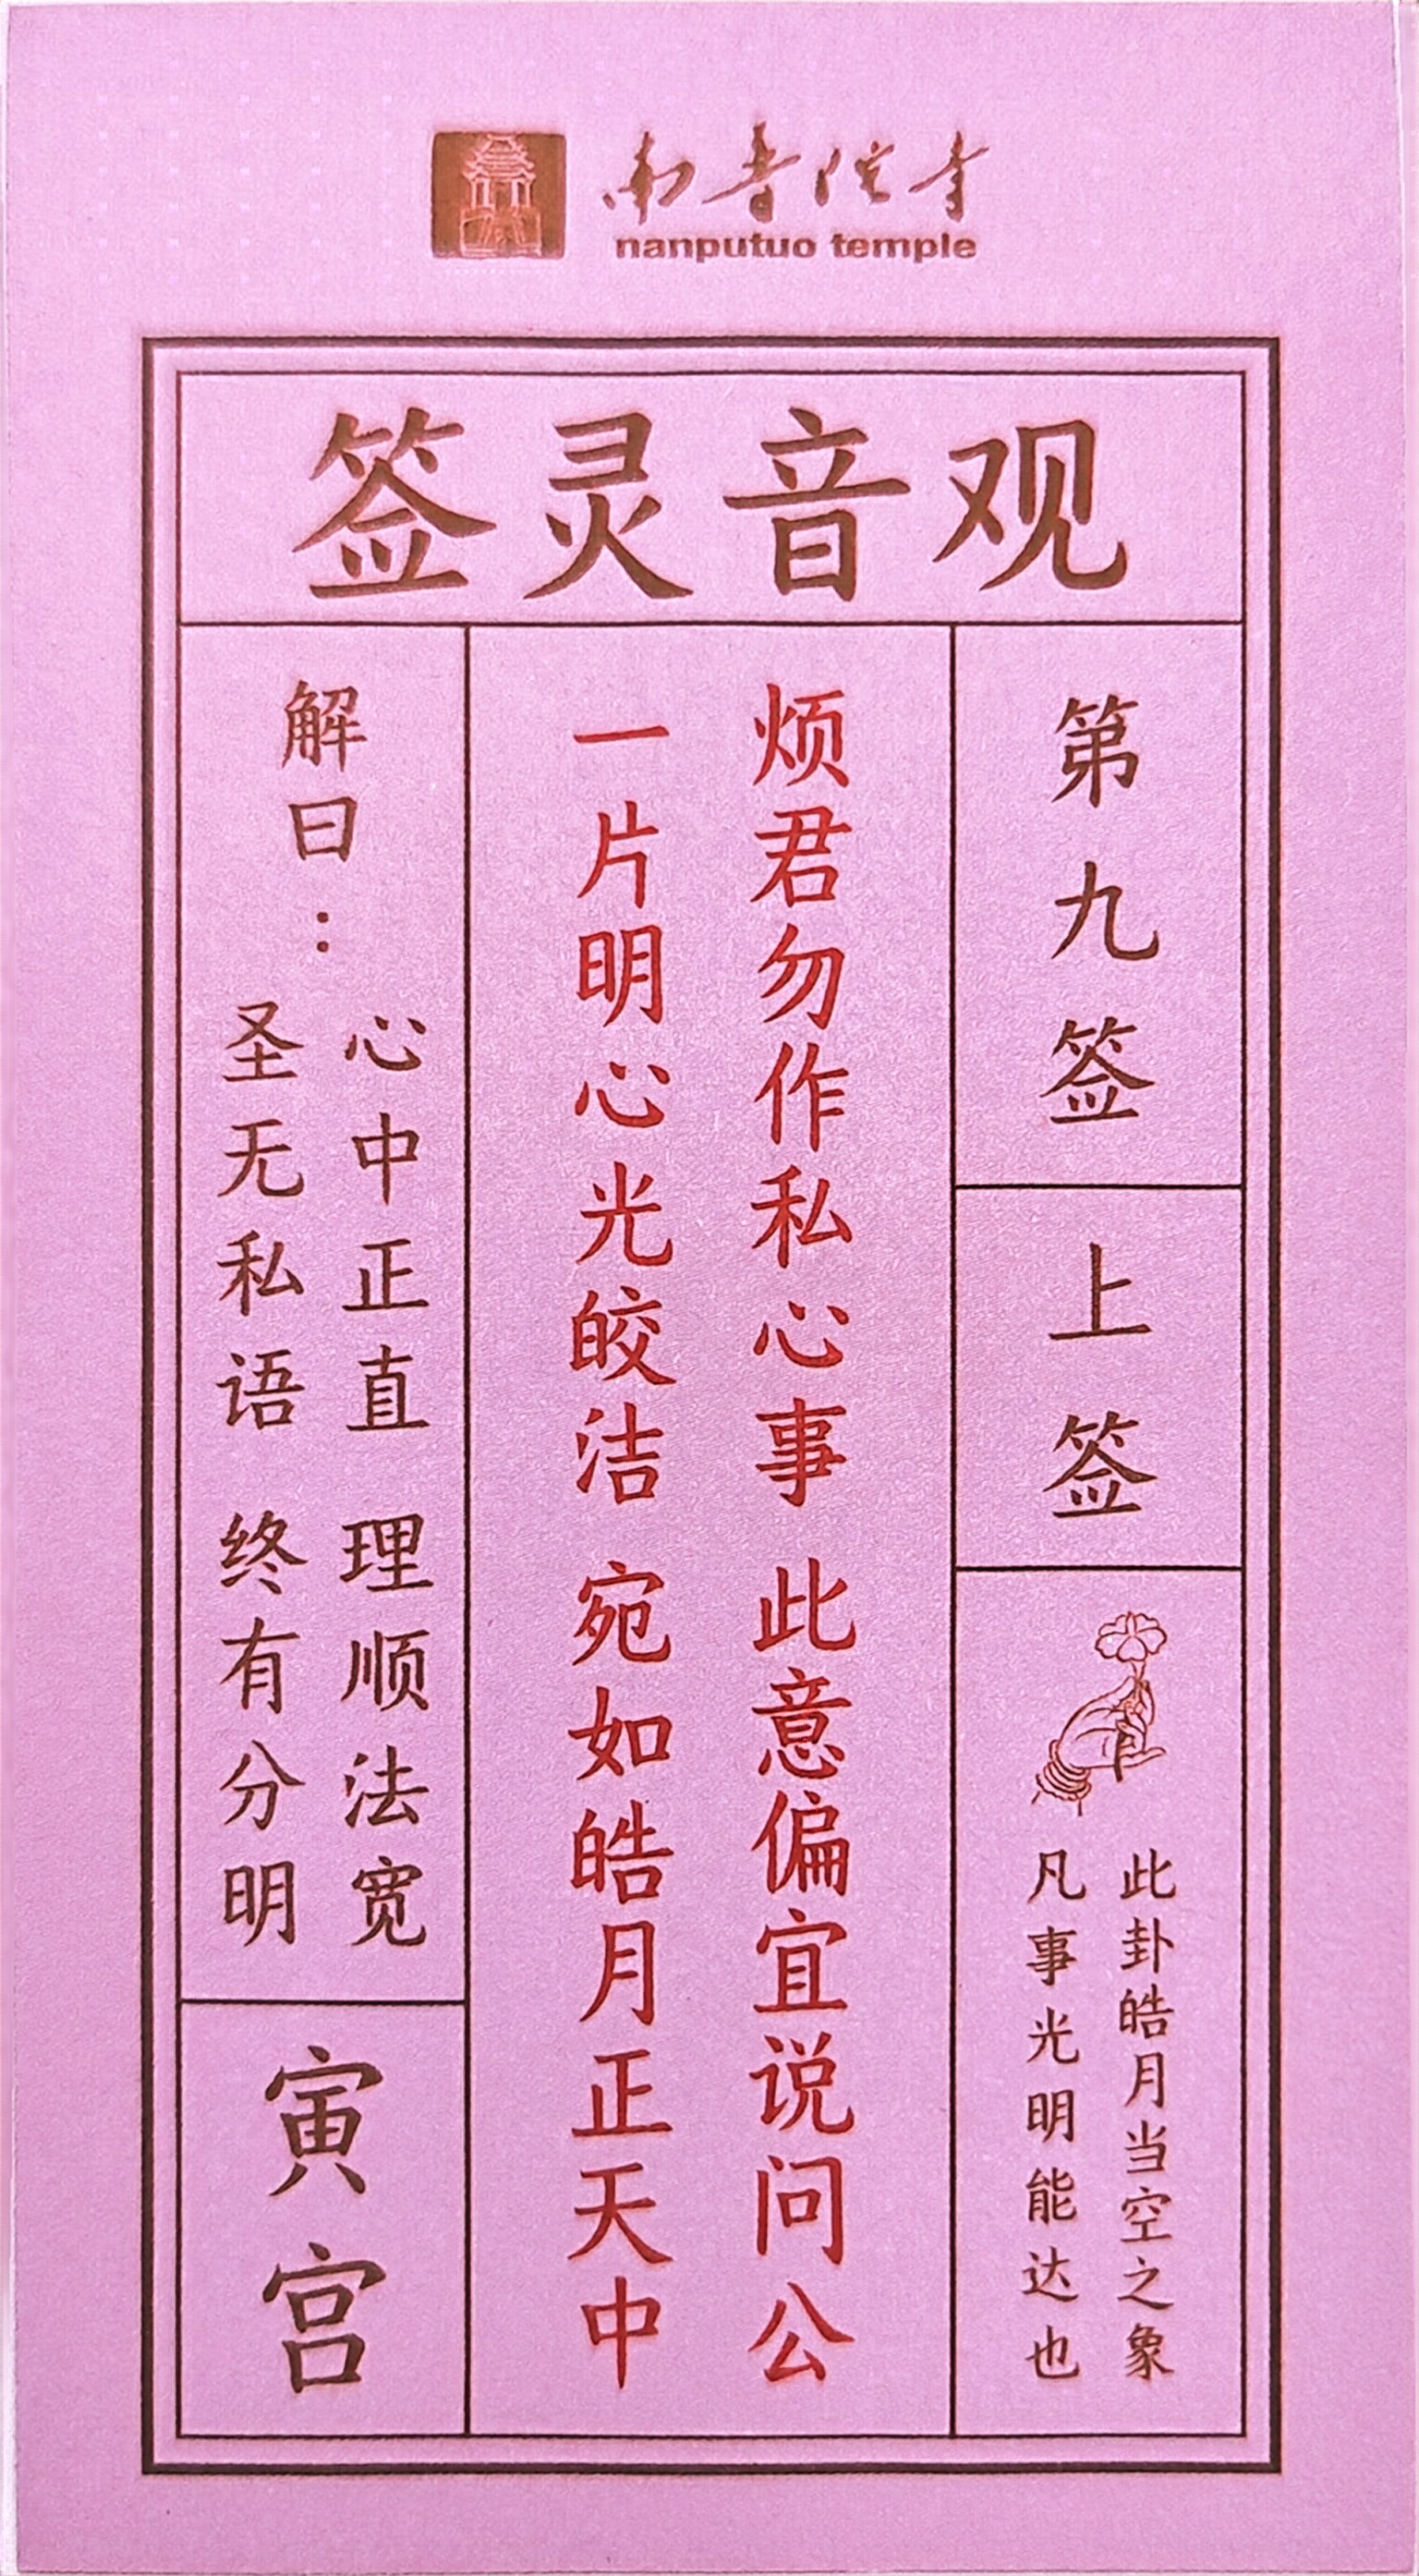 南普陀寺
nanputuo temple
观音灵签
第九签
上签
此卦皓月当空之象
凡事光明能达也
烦君勿作私心事 此意偏宜说问公
一片明心光皎洁 宛如皓月正天中
解曰：
心中正直 理顺法宽
圣无私语 终有分明
寅宫